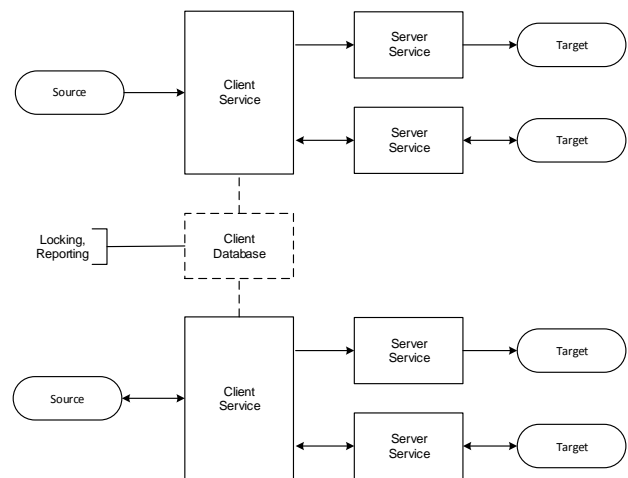 Source
Client
Service
Server
Service
Target
Server
Service
Target
Locking,
Reporting
Client
Database
Source
Client
Service
Server
Service
Target
Server
Service
Target